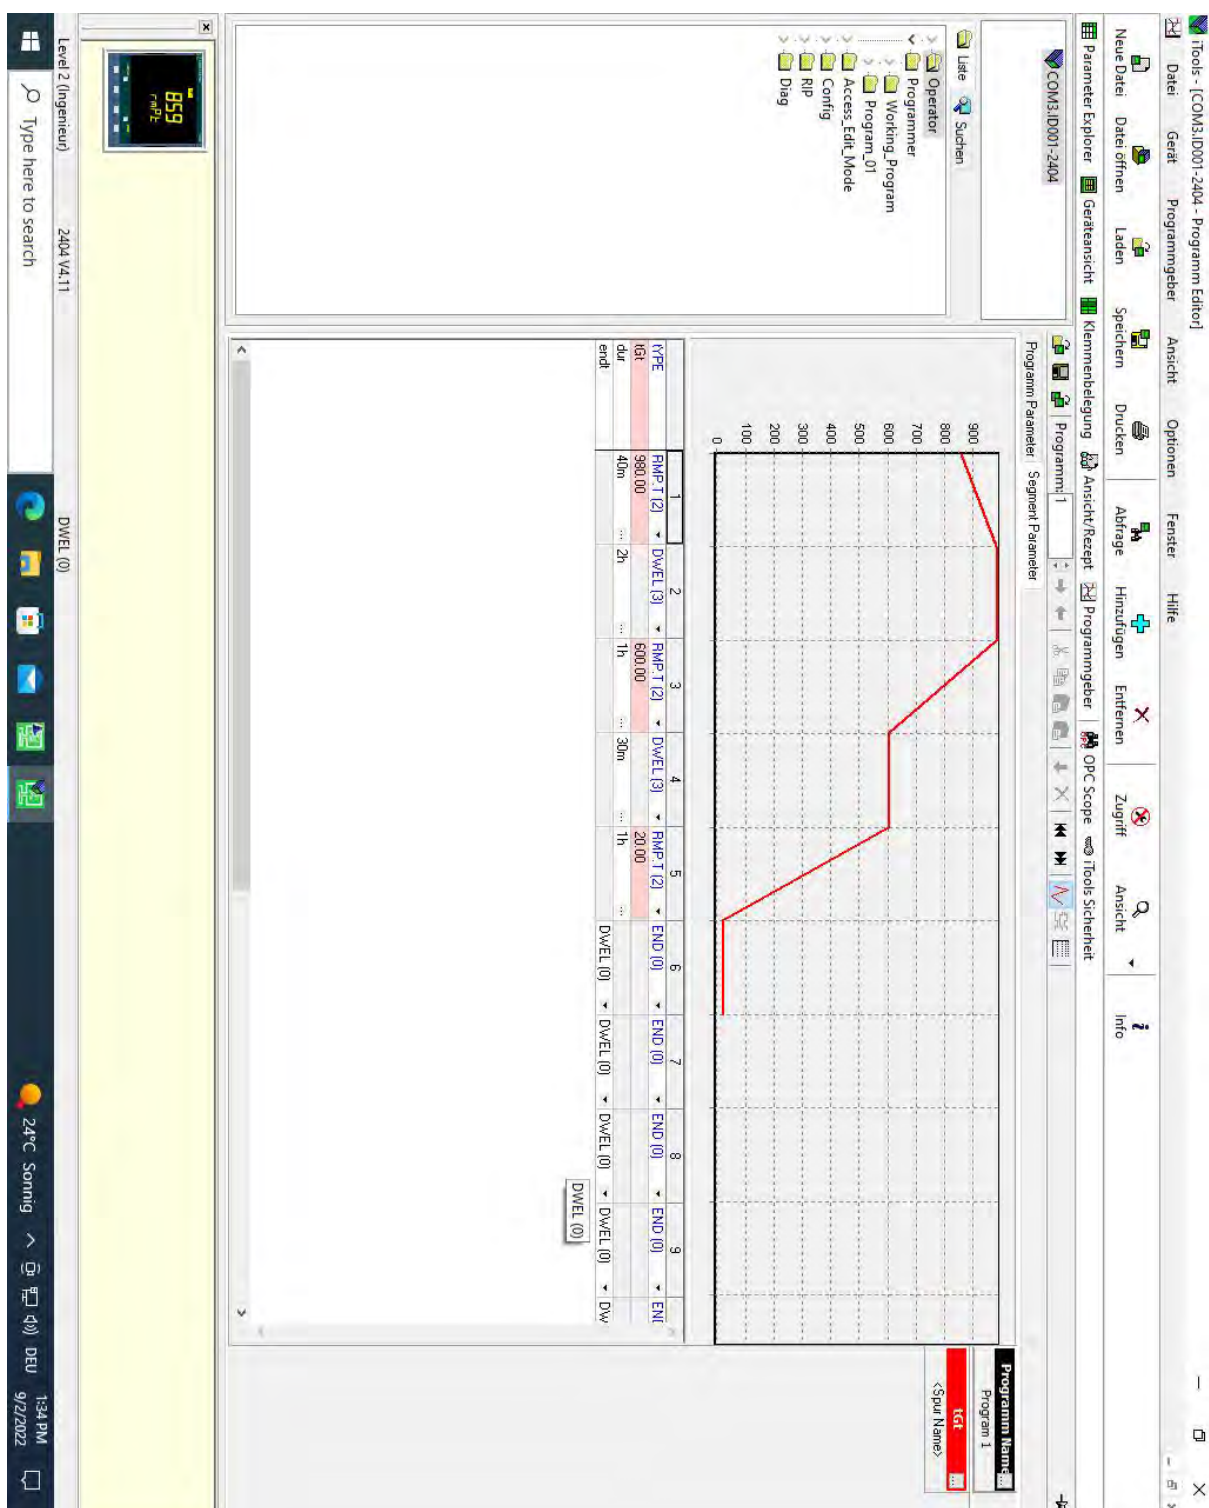 iTools - [COM3.ID001-2404 - Programm Editor]
Datei Gerät Programmgeber Ansicht Optionen Fenster Hilfe
Neue Datei Datei öffnen Laden Speichern Drucken Abfrage Hinzufügen Entfernen Zugriff Ansicht Info
Parameter Explorer Geräteansicht Klemmenbelegung Ansicht/Rezept Programmgeber OPC Scope iTools Sicherheit
COM3.ID001-2404
Programm: 1
Programm Parameter Segment Parameter
Liste Suchen
Operator
Programmer
Working_Program
Program_01
Access_Edit_Mode
Config
RIP
Diag
900
800
700
600
500
400
300
200
100
0
Programm Name
Program 1
tGt
<Spur Name>
1 2 3 4 5 6 7 8 9
tYPE RMP.T (2) DWEL (3) RMP.T (2) DWEL (3) RMP.T (2) END (0) END (0) END (0) END (0) END
tGt 980.00 600.00 20.00
dur 40m ... 2h ... 1h ... 30m ... 1h ...
endt DWEL (0) DWEL (0) DWEL (0) DWEL (0) DW
DWEL (0)
859
rmPt
Level 2 (Ingenieur) 2404 V4.11 DWEL (0)
Type here to search
24°C Sonnig DEU 1:34 PM
9/2/2022